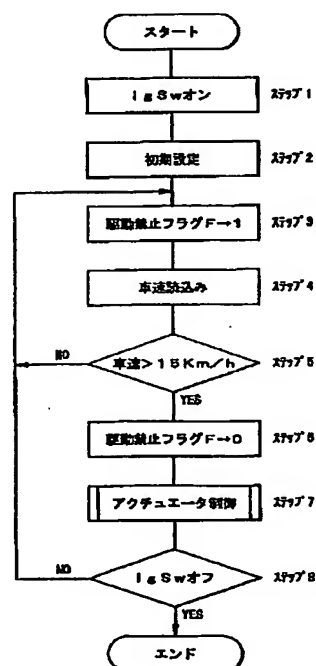 スタート
IgSwオン ステップ1
初期設定 ステップ2
駆動禁止フラグF→1 ステップ3
車速読込み ステップ4
NO 車速>15Km/h ステップ5
YES
駆動禁止フラグF→0 ステップ6
アクチュエータ制御 ステップ7
NO IgSwオフ ステップ8
YES
エンド